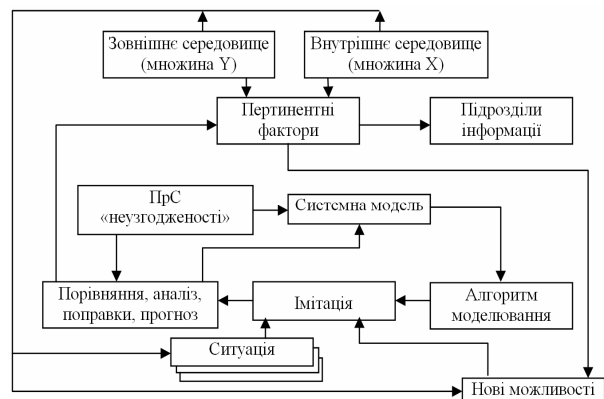 Зовнішнє середовище
(множина Y)
Внутрішнє середовище
(множина X)
Пертинентні
фактори
Підрозділи
інформації
ПрС
«неузгодженості»
Системна модель
Порівняння, аналіз,
поправки, прогноз
Імітація
Алгоритм
моделювання
Ситуація
Нові можливості